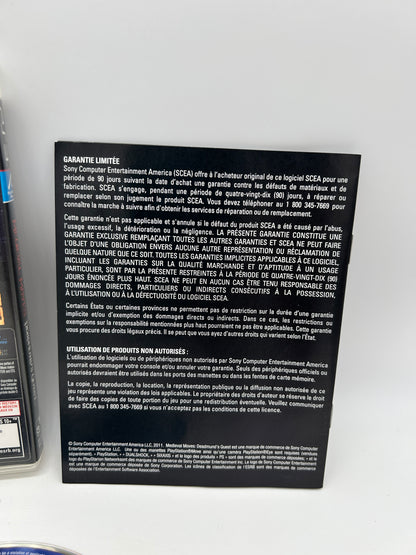 GARANTIE LIMITÉE
Sony Computer Entertainment America (SCEA) offre à l'acheteur original de ce logiciel SCEA pour une
période de 90 jours suivant la date d'achat une garantie contre les défauts de matériaux et de
fabrication. SCEA s'engage, pendant une période de quatre-vingt-dix (90) jours, à réparer ou
remplacer selon son jugement le produit SCEA. Vous devez téléphoner au 1 800 345-7669 pour
connaître la marche à suivre afin d'obtenir les services de réparation ou de remplacement.
Cette garantie n'est pas applicable et s'annule si le défaut du produit SCEA a été causé par l'abus,
l'usage excessif, la détérioration ou la négligence. LA PRÉSENTE GARANTIE CONSTITUE UNE
GARANTIE EXCLUSIVE REMPLAÇANT TOUTES LES AUTRES GARANTIES ET SCEA NE PEUT FAIRE
L'OBJET D'UNE OBLIGATION ENVERS AUCUNE AUTRE REPRÉSENTATION OU RÉCLAMATION DE
QUELQUE NATURE QUE CE SOIT. TOUTES LES GARANTIES IMPLICITES APPLICABLES À CE LOGICIEL,
INCLUANT LES GARANTIES SUR LA QUALITÉ MARCHANDE ET D'APTITUDE À UN USAGE
PARTICULIER, SONT PAR LA PRÉSENTE RESTREINTES À LA PÉRIODE DE QUATRE-VINGT-DIX (90)
JOURS ÉNONCÉE PLUS HAUT. SCEA NE PEUT EN AUCUN CAS ÊTRE TENU RESPONSABLE DES
DOMMAGES DIRECTS, PARTICULIERS OU INDIRECTS CONSÉCUTIFS À LA POSSESSION,
À L'UTILISATION OU À LA DÉFECTUOSITÉ DU LOGICIEL SCEA.
Certains États ou certaines provinces ne permettent pas de restriction sur la durée d'une garantie
implicite et/ou d'exemption des dommages directs ou indirects. Dans ce cas, les restrictions ou
exemptions sur la responsabilité mentionnées plus haut pourraient ne pas être applicables. Cette garantie
vous procure des droits légaux précis. Il se peut que vous ayez d'autres droits qui varient selon l'État.
UTILISATION DE PRODUITS NON AUTORISÉS :
L'utilisation de logiciels ou de périphériques non autorisés par Sony Computer Entertainment America
pourrait endommager votre console et/ou annuler votre garantie. Seuls des périphériques officiels ou
autorisés devraient être utilisés dans les ports des manettes ou dans les fentes de carte mémoire.
La copie, la reproduction, la location, la représentation publique ou la diffusion non autorisée de ce
jeu représente une violation des lois applicables. Le propriétaire des droits d'auteur se réserve le droit
de faire des copies de toute portion du jeu pour une redistribution éventuelle. Veuillez communiquer
avec SCEA au 1 800 345-7669 si vous n'acceptez pas les conditions de cette licence.
© Sony Computer Entertainment America LLC, 2011. Medieval Moves: Deadmund's Quest est une marque de commerce de Sony Computer